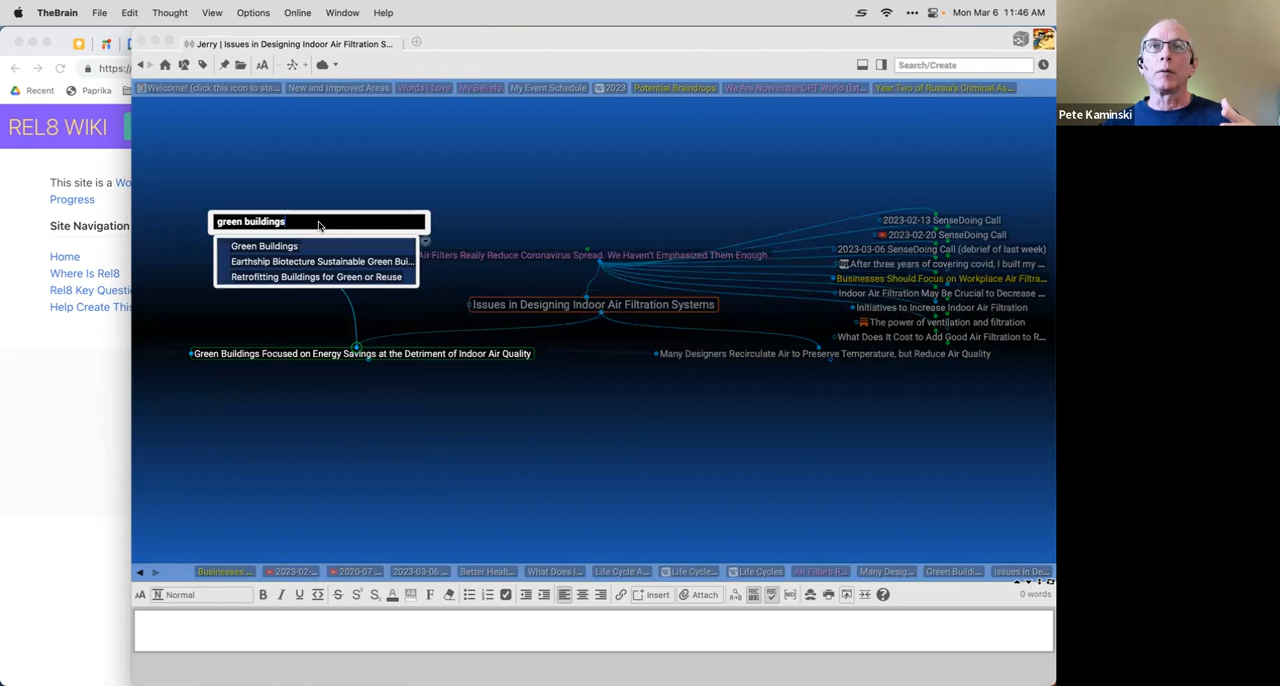 TheBrain File Edit Thought View Options Online Window Help Mon Mar 6 11:46 AM
Jerry | Issues in Designing Indoor Air Filtration S...
https:/
Search/Create
Recent Paprika
Welcome! (click this icon to sta... New and Improved Areas Words I Love My Beliefs My Event Schedule 2023 Potential Braindrops We Are Now in the GPT World (lat... Year Two of Russia's Criminal As...
REL8 WIKI
Pete Kaminski
This site is a Wo
Progress
Site Navigation
Home
Where Is Rel8
Rel8 Key Questi
Help Create This
green buildings
Green Buildings
Earthship Biotecture Sustainable Green Bui...
Retrofitting Buildings for Green or Reuse
Air Filters Really Reduce Coronavirus Spread. We Haven't Emphasized Them Enough.
Issues in Designing Indoor Air Filtration Systems
Green Buildings Focused on Energy Savings at the Detriment of Indoor Air Quality
Many Designers Recirculate Air to Preserve Temperature, but Reduce Air Quality
2023-02-13 SenseDoing Call
2023-02-20 SenseDoing Call
2023-03-06 SenseDoing Call (debrief of last week)
After three years of covering covid, I built my ...
Businesses Should Focus on Workplace Air Filtra...
Indoor Air Filtration May Be Crucial to Decrease ...
Initiatives to Increase Indoor Air Filtration
The power of ventilation and filtration
What Does It Cost to Add Good Air Filtration to R...
Businesses ... 2023-02-... 2020-07 ... 2023-03-06 ... Better Healt... What Does I... Life Cycle A... Life Cycle... Life Cycles Air Filters R... Many Desig... Green Buildi... Issues in De...
Normal B I U S Insert Attach 0 words